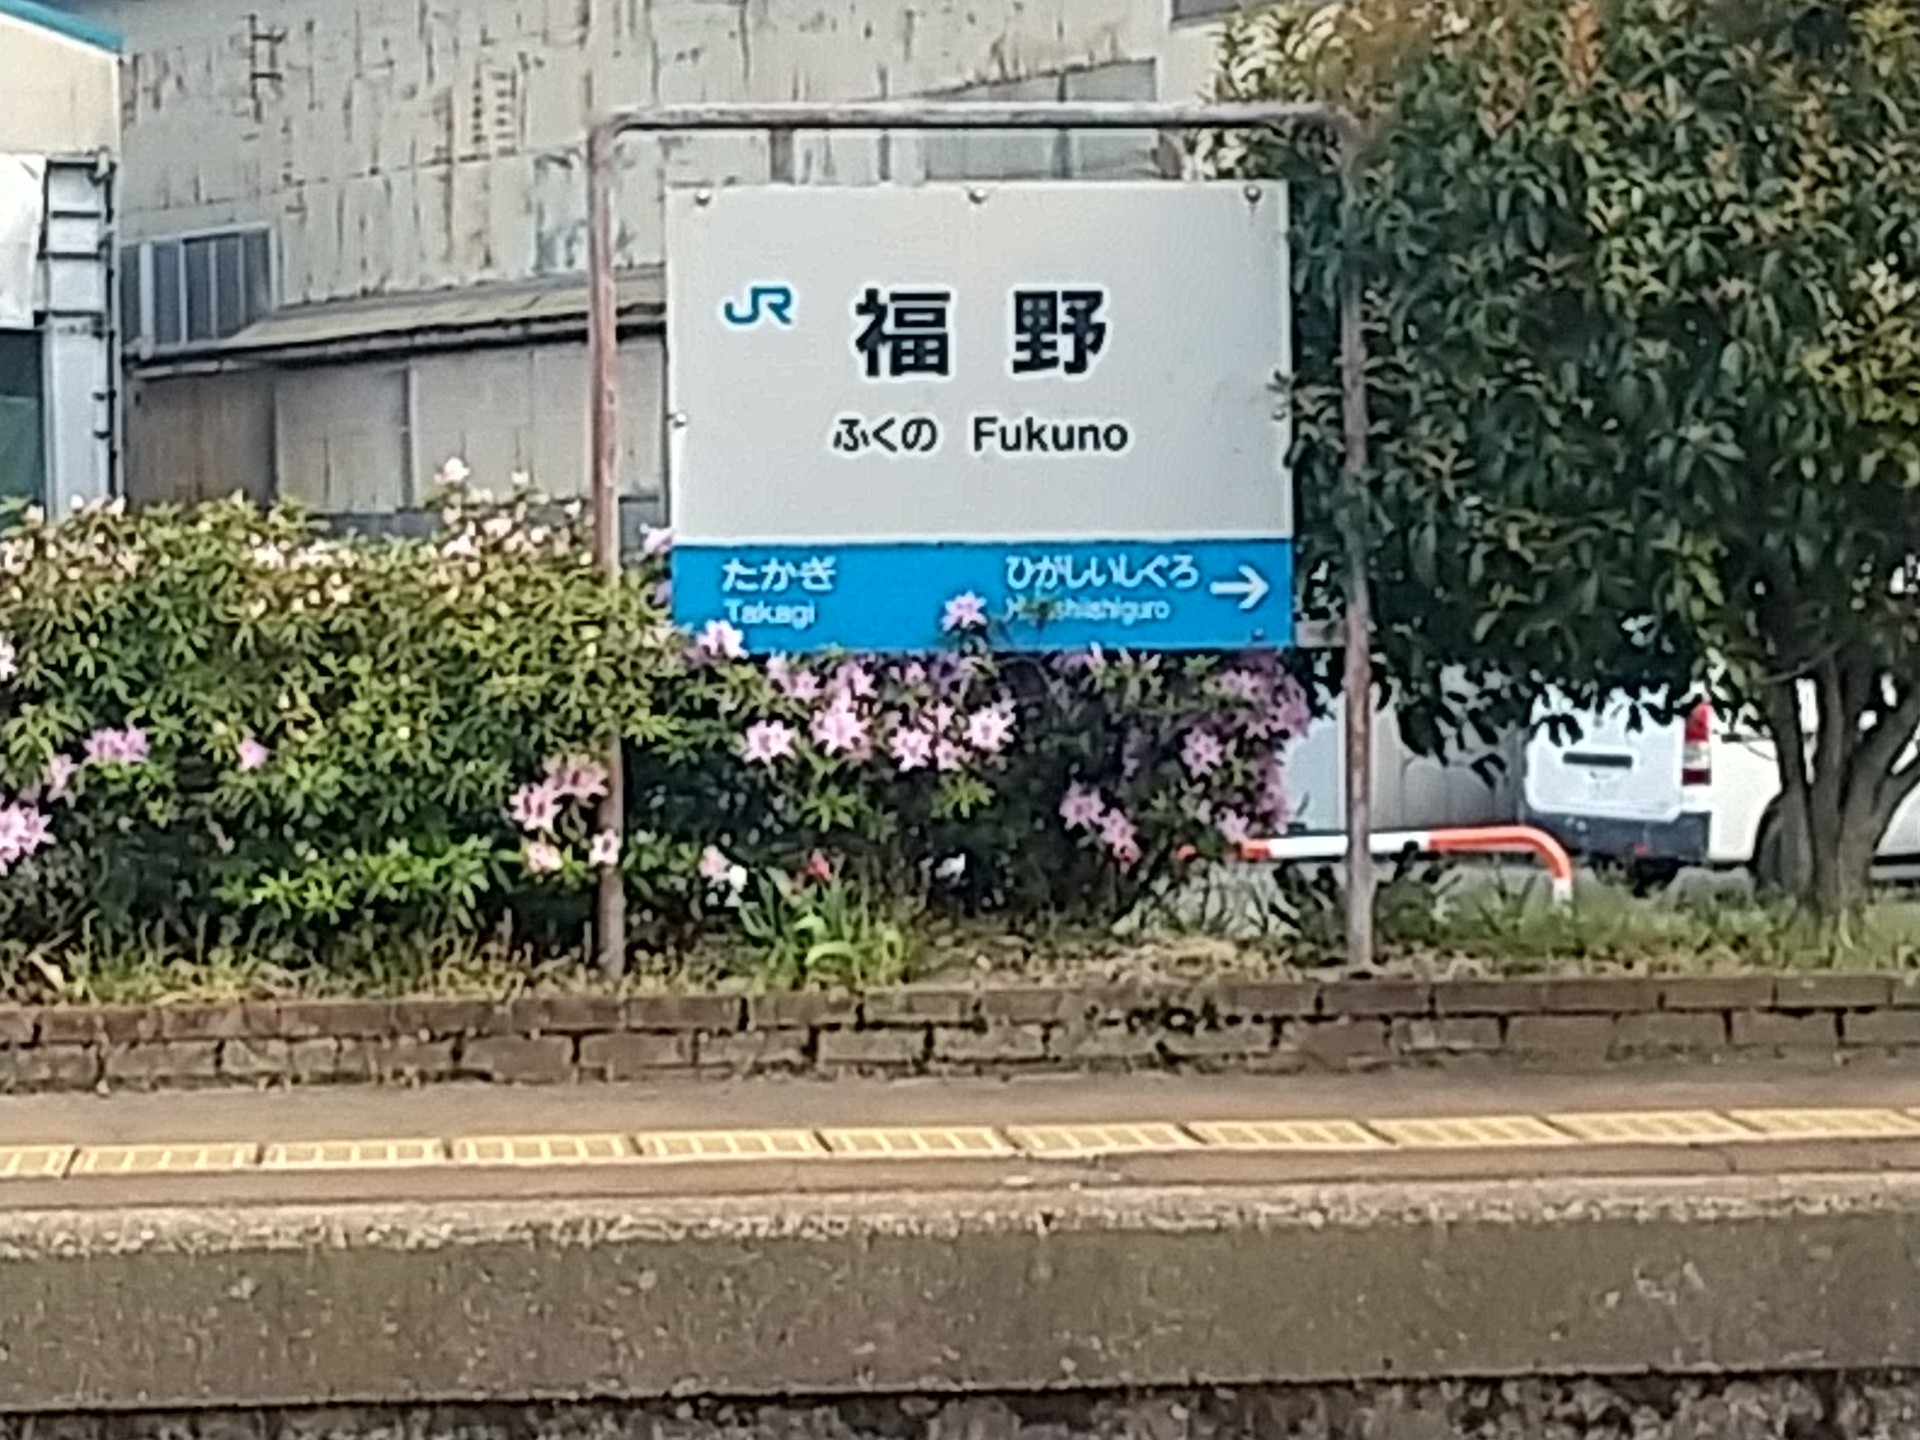 JR 福野
ふくの Fukuno
たかぎ ひがしいしぐろ →
Takagi